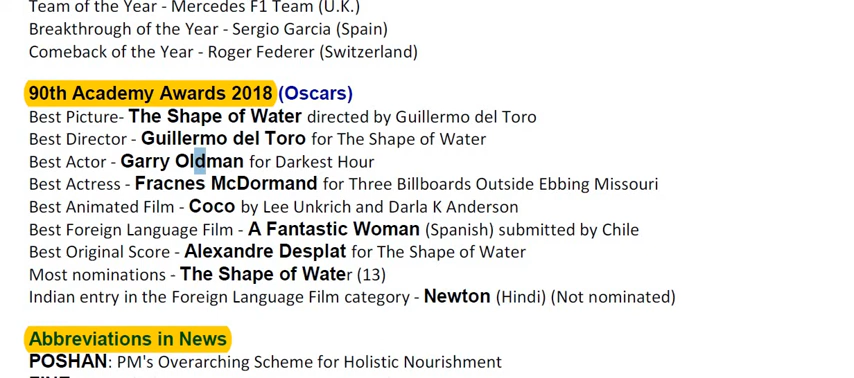 Team of the Year - Mercedes F1 Team (U.K.)
Breakthrough of the Year - Sergio Garcia (Spain)
Comeback of the Year - Roger Federer (Switzerland)
90th Academy Awards 2018 (Oscars)
Best Picture- The Shape of Water directed by Guillermo del Toro
Best Director - Guillermo del Toro for The Shape of Water
Best Actor - Garry Oldman for Darkest Hour
Best Actress - Fracnes McDormand for Three Billboards Outside Ebbing Missouri
Best Animated Film - Coco by Lee Unkrich and Darla K Anderson
Best Foreign Language Film - A Fantastic Woman (Spanish) submitted by Chile
Best Original Score - Alexandre Desplat for The Shape of Water
Most nominations - The Shape of Water (13)
Indian entry in the Foreign Language Film category - Newton (Hindi) (Not nominated)
Abbreviations in News
POSHAN: PM's Overarching Scheme for Holistic Nourishment